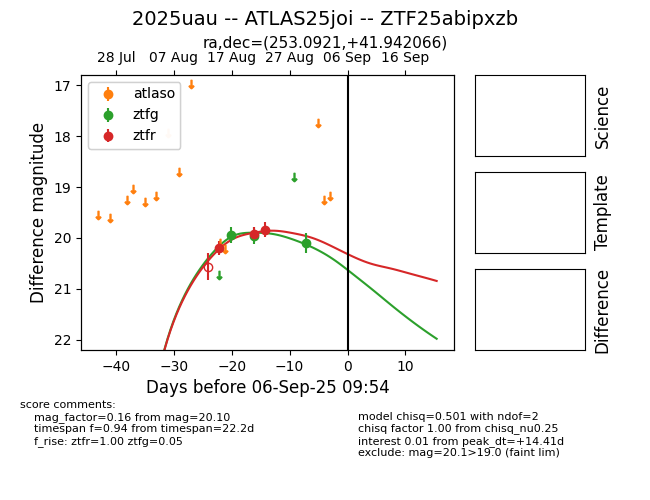 2025uau -- ATLAS25joi -- ZTF25abipxzb
ra,dec=(253.0921,+41.942066)
28 Jul 07 Aug 17 Aug 27 Aug 06 Sep 16 Sep
17
18
19
20
21
22
Difference magnitude
atlaso
ztfg
ztfr
−40 −30 −20 −10 0 10
Days before 06-Sep-25 09:54
Science
Template
Difference
score comments:
mag_factor=0.16 from mag=20.10
timespan f=0.94 from timespan=22.2d
f_rise: ztfr=1.00 ztfg=0.05
model chisq=0.501 with ndof=2
chisq factor 1.00 from chisq_nu0.25
interest 0.01 from peak_dt=+14.41d
exclude: mag=20.1>19.0 (faint lim)